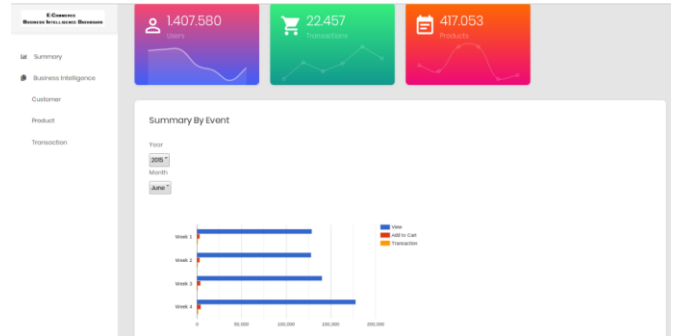 E-Commerce
Business Intelligence Dashboard
Summary
Business Intelligence
Customer
Product
Transaction
1.407.580
Users
22.457
Transactions
417.053
Products
Summary By Event
Year
2015
Month
June
View
Add to Cart
Transaction
Week 1
Week 2
Week 3
Week 4
0
50,000
100,000
150,000
200,000